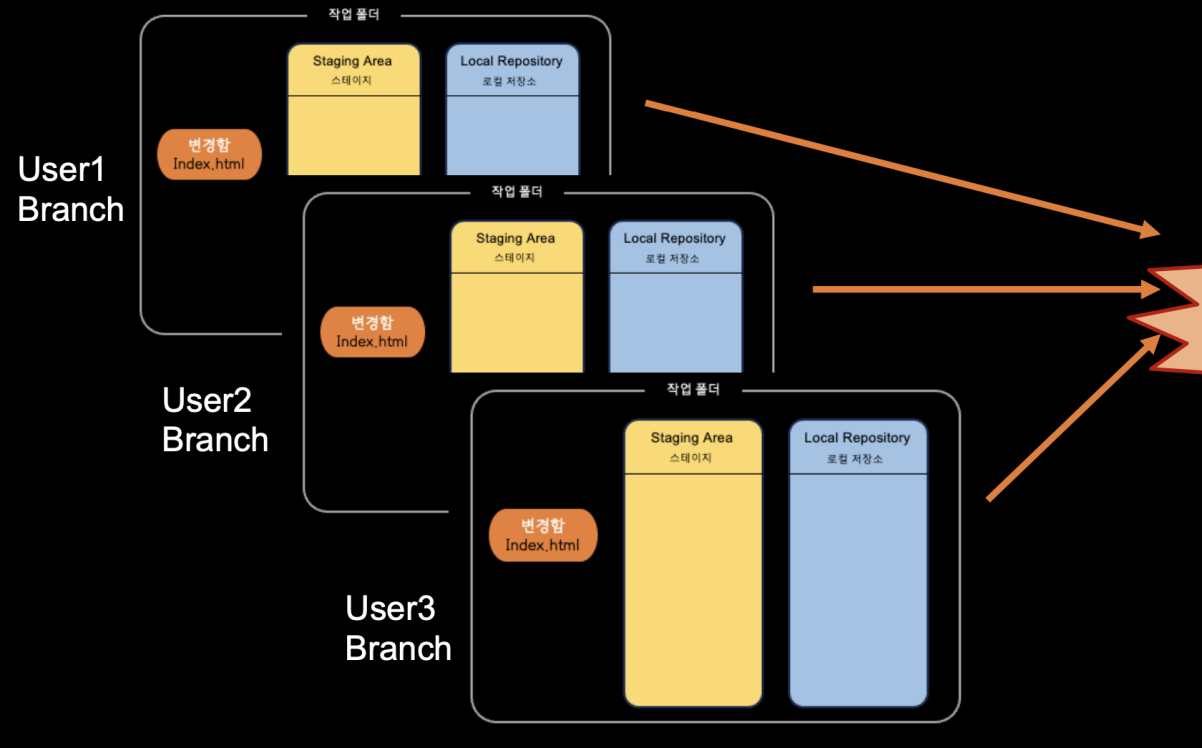 작업 폴더
Staging Area
스테이지
Local Repository
로컬 저장소
변경함
Index.html
User1
Branch
작업 폴더
Staging Area
스테이지
Local Repository
로컬 저장소
변경함
Index.html
User2
Branch
작업 폴더
Staging Area
스테이지
Local Repository
로컬 저장소
변경함
Index.html
User3
Branch